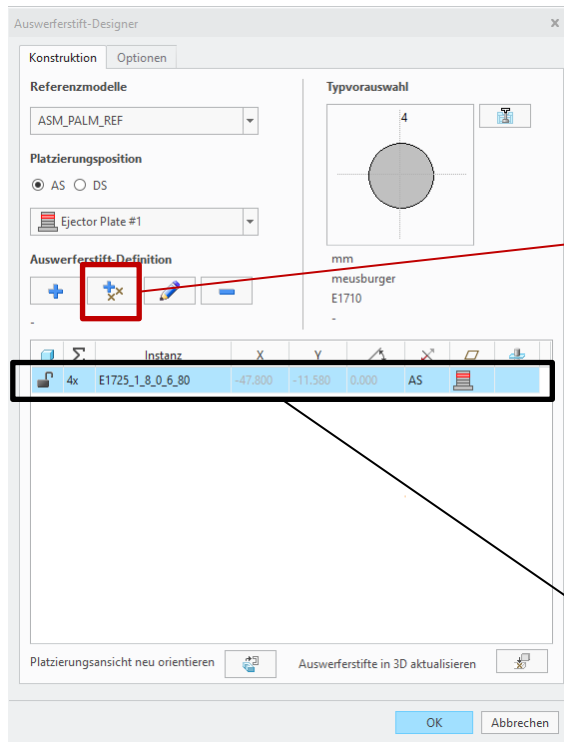 Auswerferstift-Designer x
Konstruktion Optionen
Referenzmodelle
ASM_PALM_REF
Platzierungsposition
AS DS
Ejector Plate #1
Auswerferstift-Definition
-
Typvorauswahl
4
mm
meusburger
E1710
-
Σ Instanz X Y
4x E1725_1_8_0_6_80 -47.800 -11.580 0.000 AS
Platzierungsansicht neu orientieren Auswerferstifte in 3D aktualisieren
OK Abbrechen